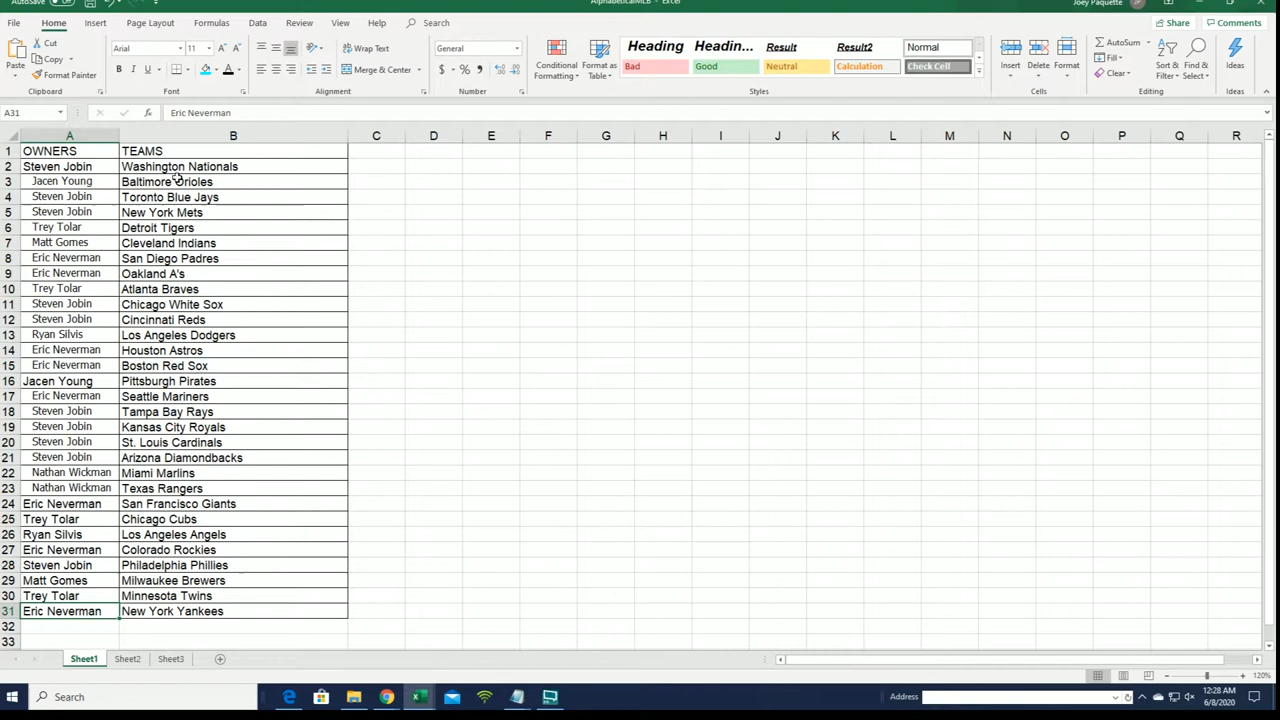 AutoSave Off AlphabeticalMLB - Excel Joey Paquette JP
File Home Insert Page Layout Formulas Data Review View Help Search Share Comments
Paste Cut Copy Format Painter Clipboard
Arial 11 A A B I U A Font
Wrap Text Merge & Center Alignment
General $ % , Number
Conditional Formatting Format as Table
Heading Headin... Result Result2 Normal
Bad Good Neutral Calculation Check Cell
Styles
Insert Delete Format Cells
AutoSum Fill Clear Sort & Filter Find & Select Editing
Ideas Ideas
A31 fx Eric Neverman
A B C D E F G H I J K L M N O P Q R
1 OWNERS TEAMS
2 Steven Jobin Washington Nationals
3 Jacen Young Baltimore Orioles
4 Steven Jobin Toronto Blue Jays
5 Steven Jobin New York Mets
6 Trey Tolar Detroit Tigers
7 Matt Gomes Cleveland Indians
8 Eric Neverman San Diego Padres
9 Eric Neverman Oakland A's
10 Trey Tolar Atlanta Braves
11 Steven Jobin Chicago White Sox
12 Steven Jobin Cincinnati Reds
13 Ryan Silvis Los Angeles Dodgers
14 Eric Neverman Houston Astros
15 Eric Neverman Boston Red Sox
16 Jacen Young Pittsburgh Pirates
17 Eric Neverman Seattle Mariners
18 Steven Jobin Tampa Bay Rays
19 Steven Jobin Kansas City Royals
20 Steven Jobin St. Louis Cardinals
21 Steven Jobin Arizona Diamondbacks
22 Nathan Wickman Miami Marlins
23 Nathan Wickman Texas Rangers
24 Eric Neverman San Francisco Giants
25 Trey Tolar Chicago Cubs
26 Ryan Silvis Los Angeles Angels
27 Eric Neverman Colorado Rockies
28 Steven Jobin Philadelphia Phillies
29 Matt Gomes Milwaukee Brewers
30 Trey Tolar Minnesota Twins
31 Eric Neverman New York Yankees
32
33
Sheet1 Sheet2 Sheet3
120%
Search Address 12:28 AM
6/8/2020